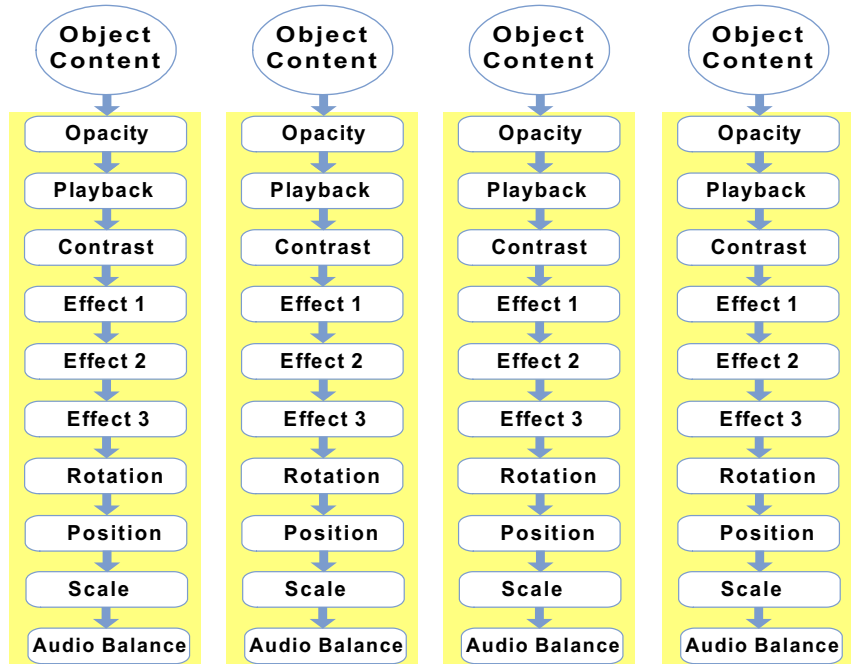 Object Content
Opacity
Playback
Contrast
Effect 1
Effect 2
Effect 3
Rotation
Position
Scale
Audio Balance
Object Content
Opacity
Playback
Contrast
Effect 1
Effect 2
Effect 3
Rotation
Position
Scale
Audio Balance
Object Content
Opacity
Playback
Contrast
Effect 1
Effect 2
Effect 3
Rotation
Position
Scale
Audio Balance
Object Content
Opacity
Playback
Contrast
Effect 1
Effect 2
Effect 3
Rotation
Position
Scale
Audio Balance